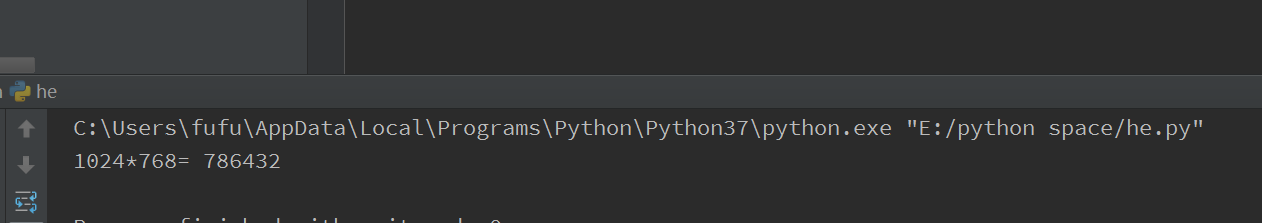 he
C:\Users\fufu\AppData\Local\Programs\Python\Python37\python.exe "E:/python space/he.py"
1024*768= 786432